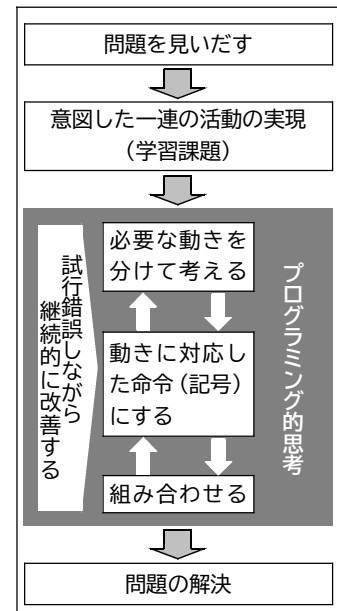 問題を見いだす
意図した一連の活動の実現
（学習課題）
試行錯誤しながら
継続的に改善する
必要な動きを
分けて考える
動きに対応し
た命令（記号）
にする
組み合わせる
プログラミング的思考
問題の解決